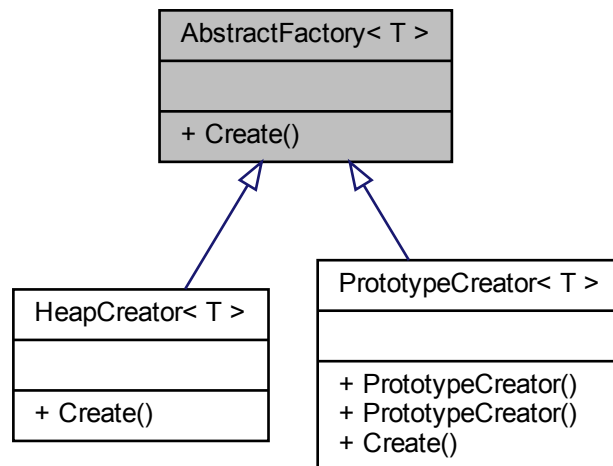 AbstractFactory< T >
+ Create()
HeapCreator< T >
+ Create()
PrototypeCreator< T >
+ PrototypeCreator()
+ PrototypeCreator()
+ Create()